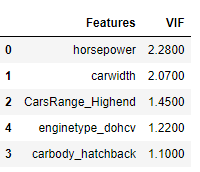 Features VIF
0 horsepower 2.2800
1 carwidth 2.0700
2 CarsRange_Highend 1.4500
4 enginetype_dohcv 1.2200
3 carbody_hatchback 1.1000